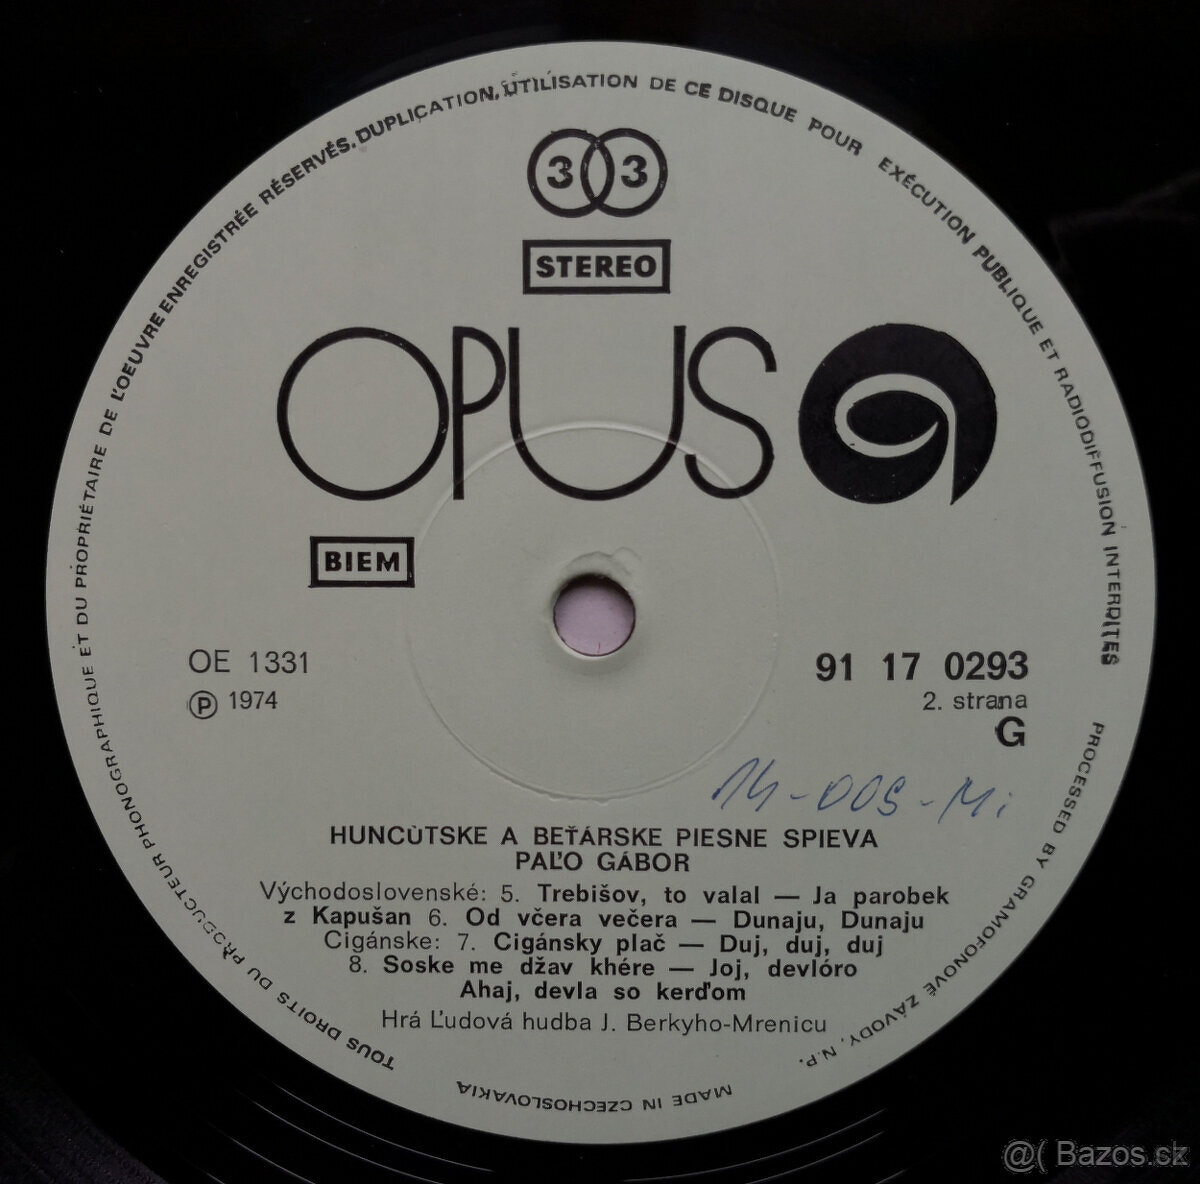 TOUS DROITS DU PRODUCTEUR PHONOGRAPHIQUE ET DU PROPRIÉTAIRE DE L'OEUVRE ENREGISTRÉE RÉSERVÉS. DUPLICATION, UTILISATION DE CE DISQUE POUR EXÉCUTION PUBLIQUE ET RADIODIFFUSION INTERDITES
33
STEREO
OPUS
BIEM
OE 1331
91 17 0293
℗ 1974
2. strana
G
HUNCÙTSKE A BEŤÁRSKE PIESNE SPIEVA
PAĽO GÁBOR
Východoslovenské: 5. Trebišov, to valal — Ja parobek
z Kapušan 6. Od včera večera — Dunaju, Dunaju
Cigánske: 7. Cigánsky plač — Duj, duj, duj
8. Soske me džav khére — Joj, devlóro
Ahaj, devla so kerďom
Hrá Ľudová hudba J. Berkyho-Mrenicu
PROCESSED BY GRAMOFONOVÉ ZÁVODY, N.P.
MADE IN CZECHOSLOVAKIA
@( Bazos.sk